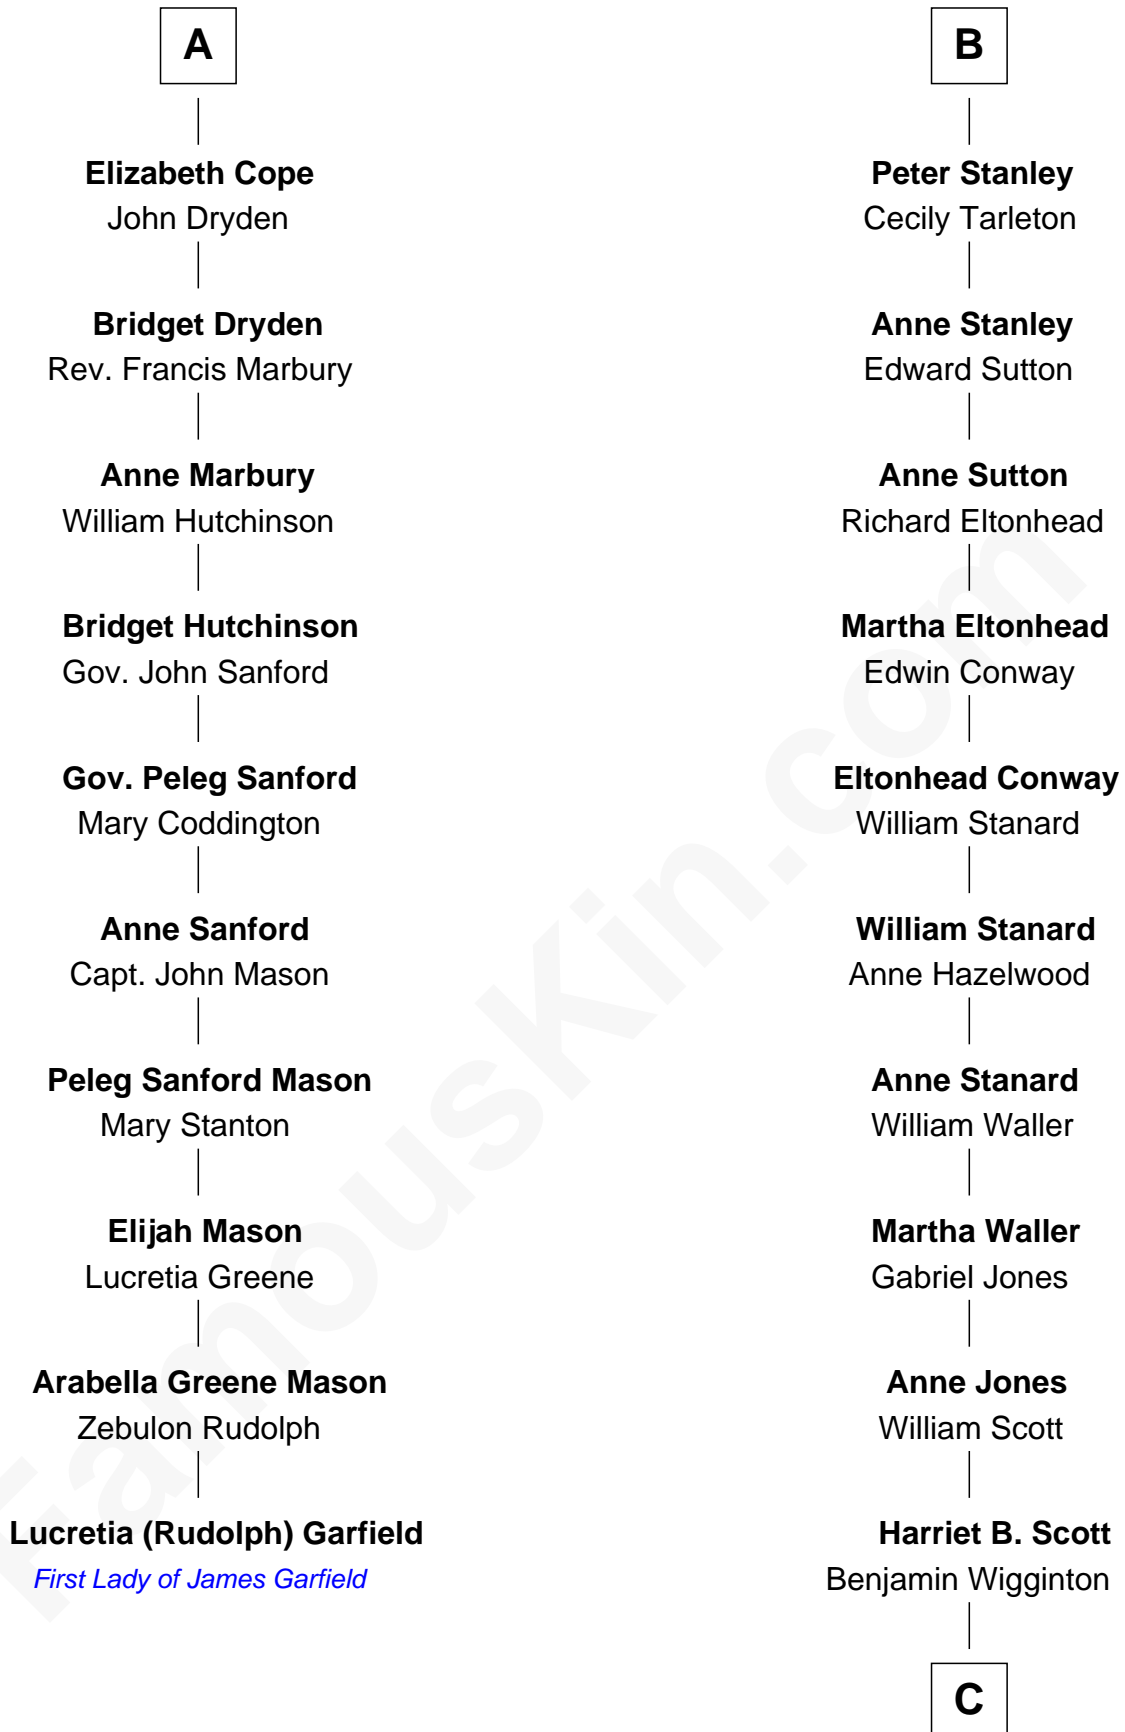 A
Elizabeth Cope
John Dryden
Bridget Dryden
Rev. Francis Marbury
Anne Marbury
William Hutchinson
Bridget Hutchinson
Gov. John Sanford
Gov. Peleg Sanford
Mary Coddington
Anne Sanford
Capt. John Mason
Peleg Sanford Mason
Mary Stanton
Elijah Mason
Lucretia Greene
Arabella Greene Mason
Zebulon Rudolph
Lucretia (Rudolph) Garfield
First Lady of James Garfield
B
Peter Stanley
Cecily Tarleton
Anne Stanley
Edward Sutton
Anne Sutton
Richard Eltonhead
Martha Eltonhead
Edwin Conway
Eltonhead Conway
William Stanard
William Stanard
Anne Hazelwood
Anne Stanard
William Waller
Martha Waller
Gabriel Jones
Anne Jones
William Scott
Harriet B. Scott
Benjamin Wigginton
C
FamousKin.com